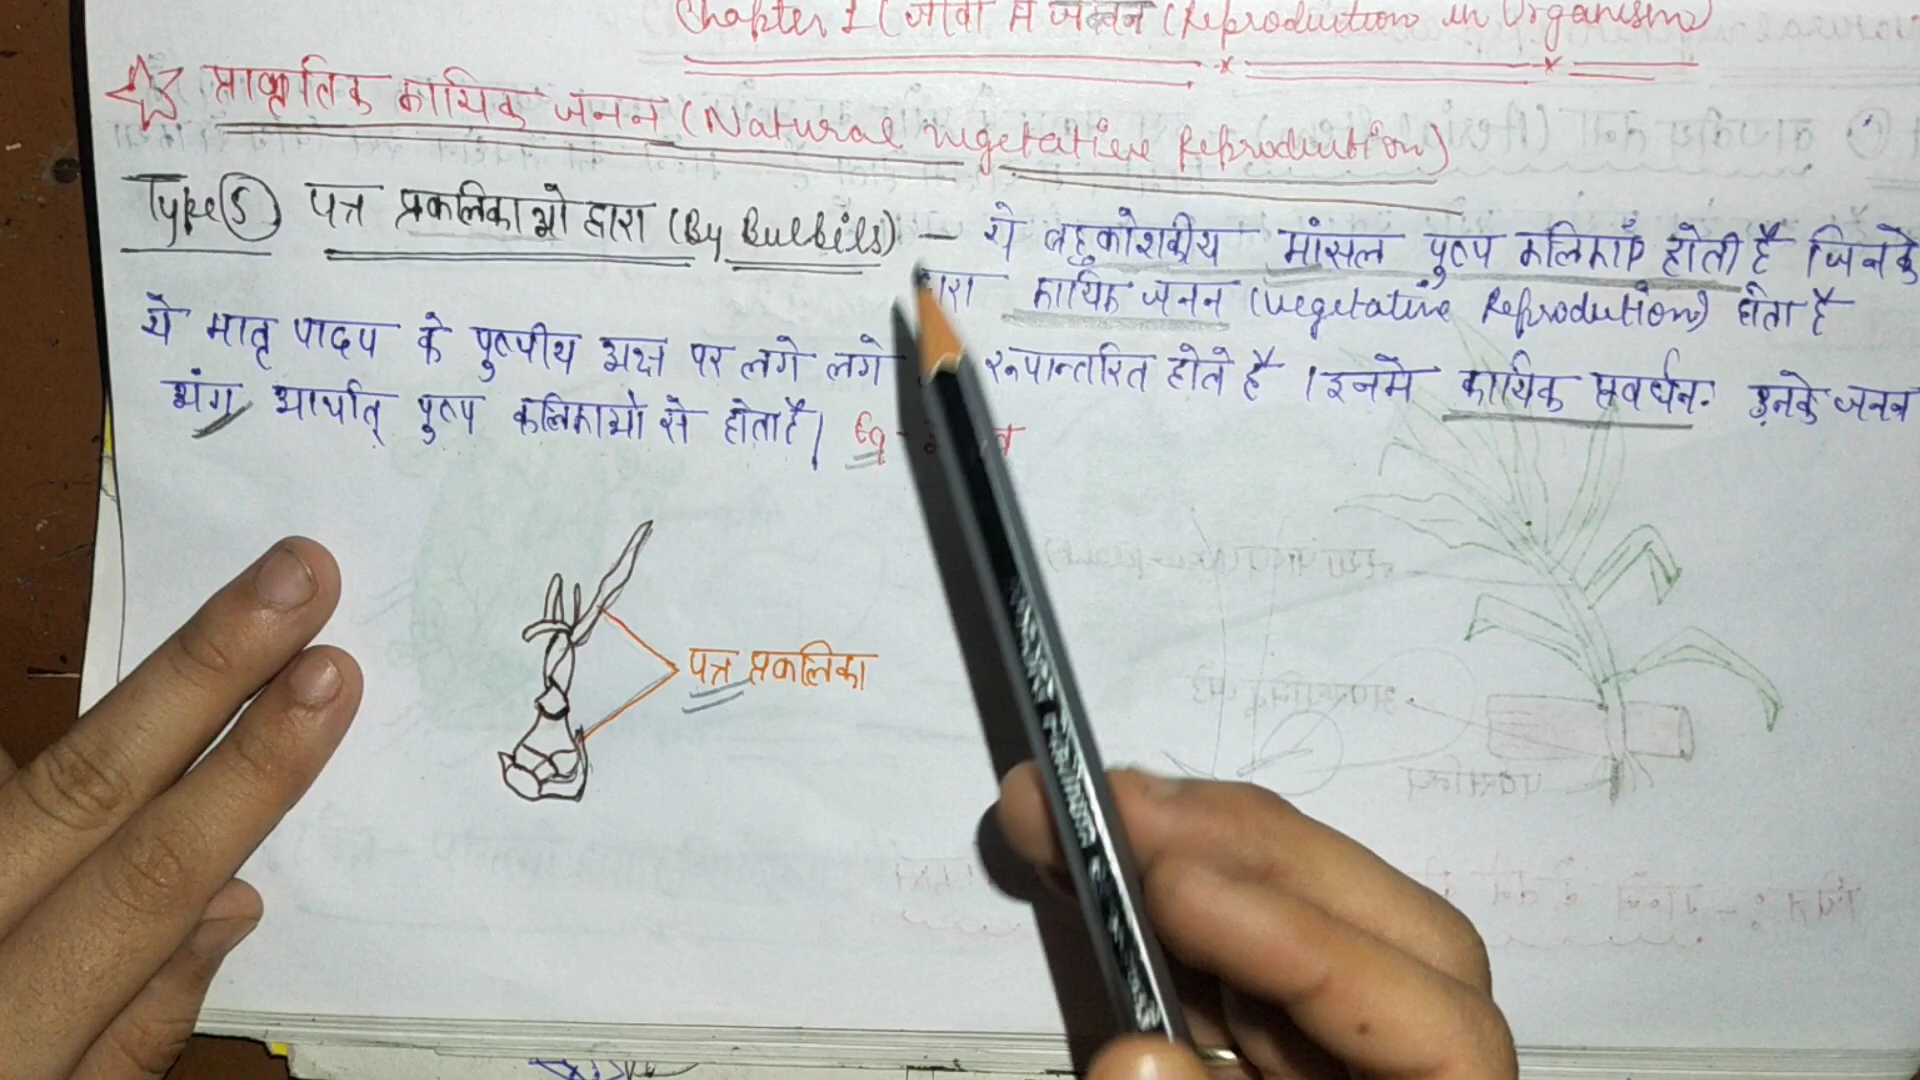 Chapter 1 (जीवों में जनन (Reproduction in Organism)
प्राकृतिक कायिक जनन (Natural vegetative Reproduction)
Type (5) पत्र प्रकलिकाओ द्वारा (By Bulbils) – ये बहुकोशकीय मांसल पुष्प कलिकाएँ होती है जिनके
कायिक जनन (vegetative Reproduction) होता है
ये मातृ पादप के पुष्पीय अक्ष पर लगे लगे रूपान्तरित होते है । इनमे कायिक प्रवर्धन उनके जनन
अंग अर्थात् पुष्प कलिकाओ से होता है| Eg-
पत्र प्रकलिका